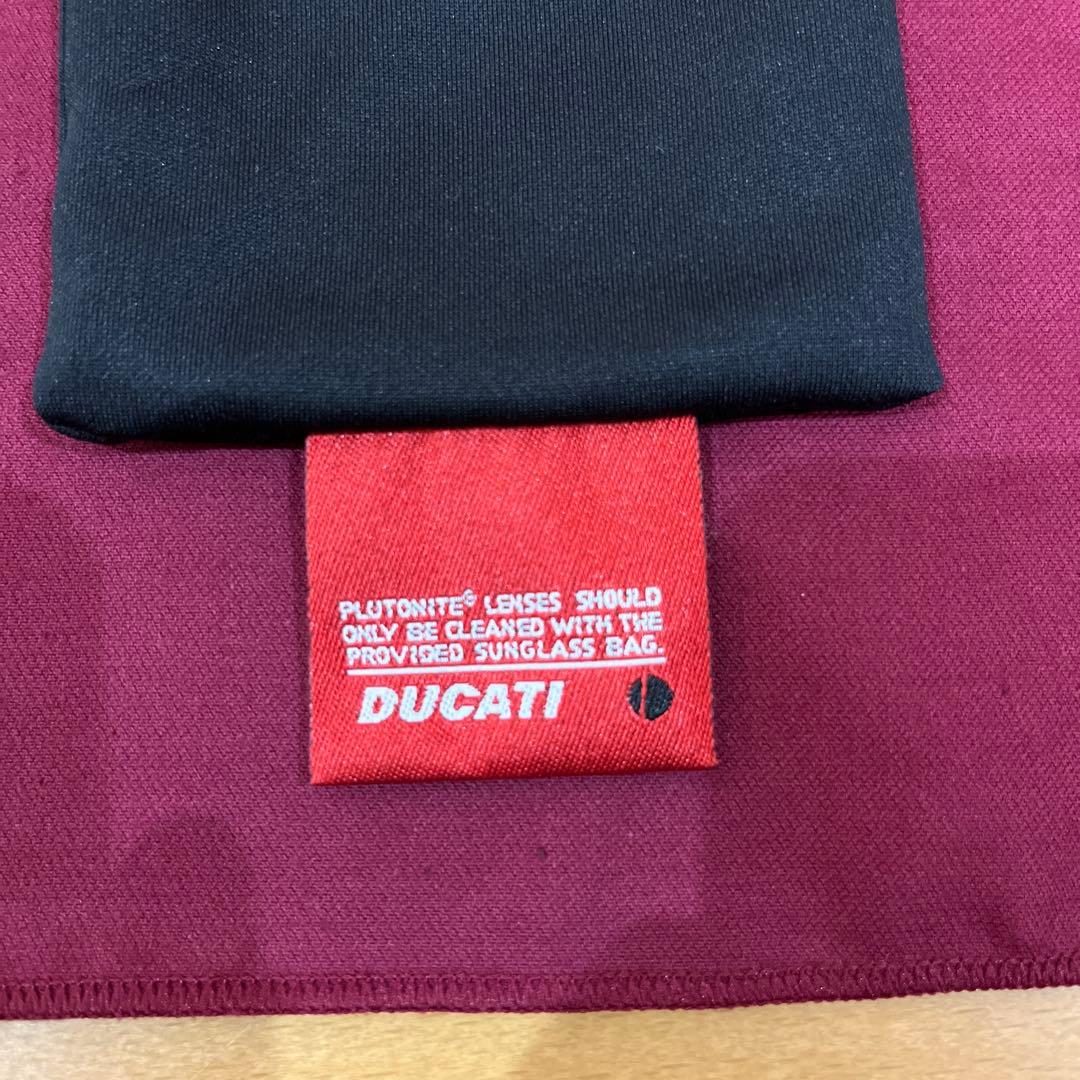 PLUTONITE® LENSES SHOULD
ONLY BE CLEANED WITH THE
PROVIDED SUNGLASS BAG.
DUCATI